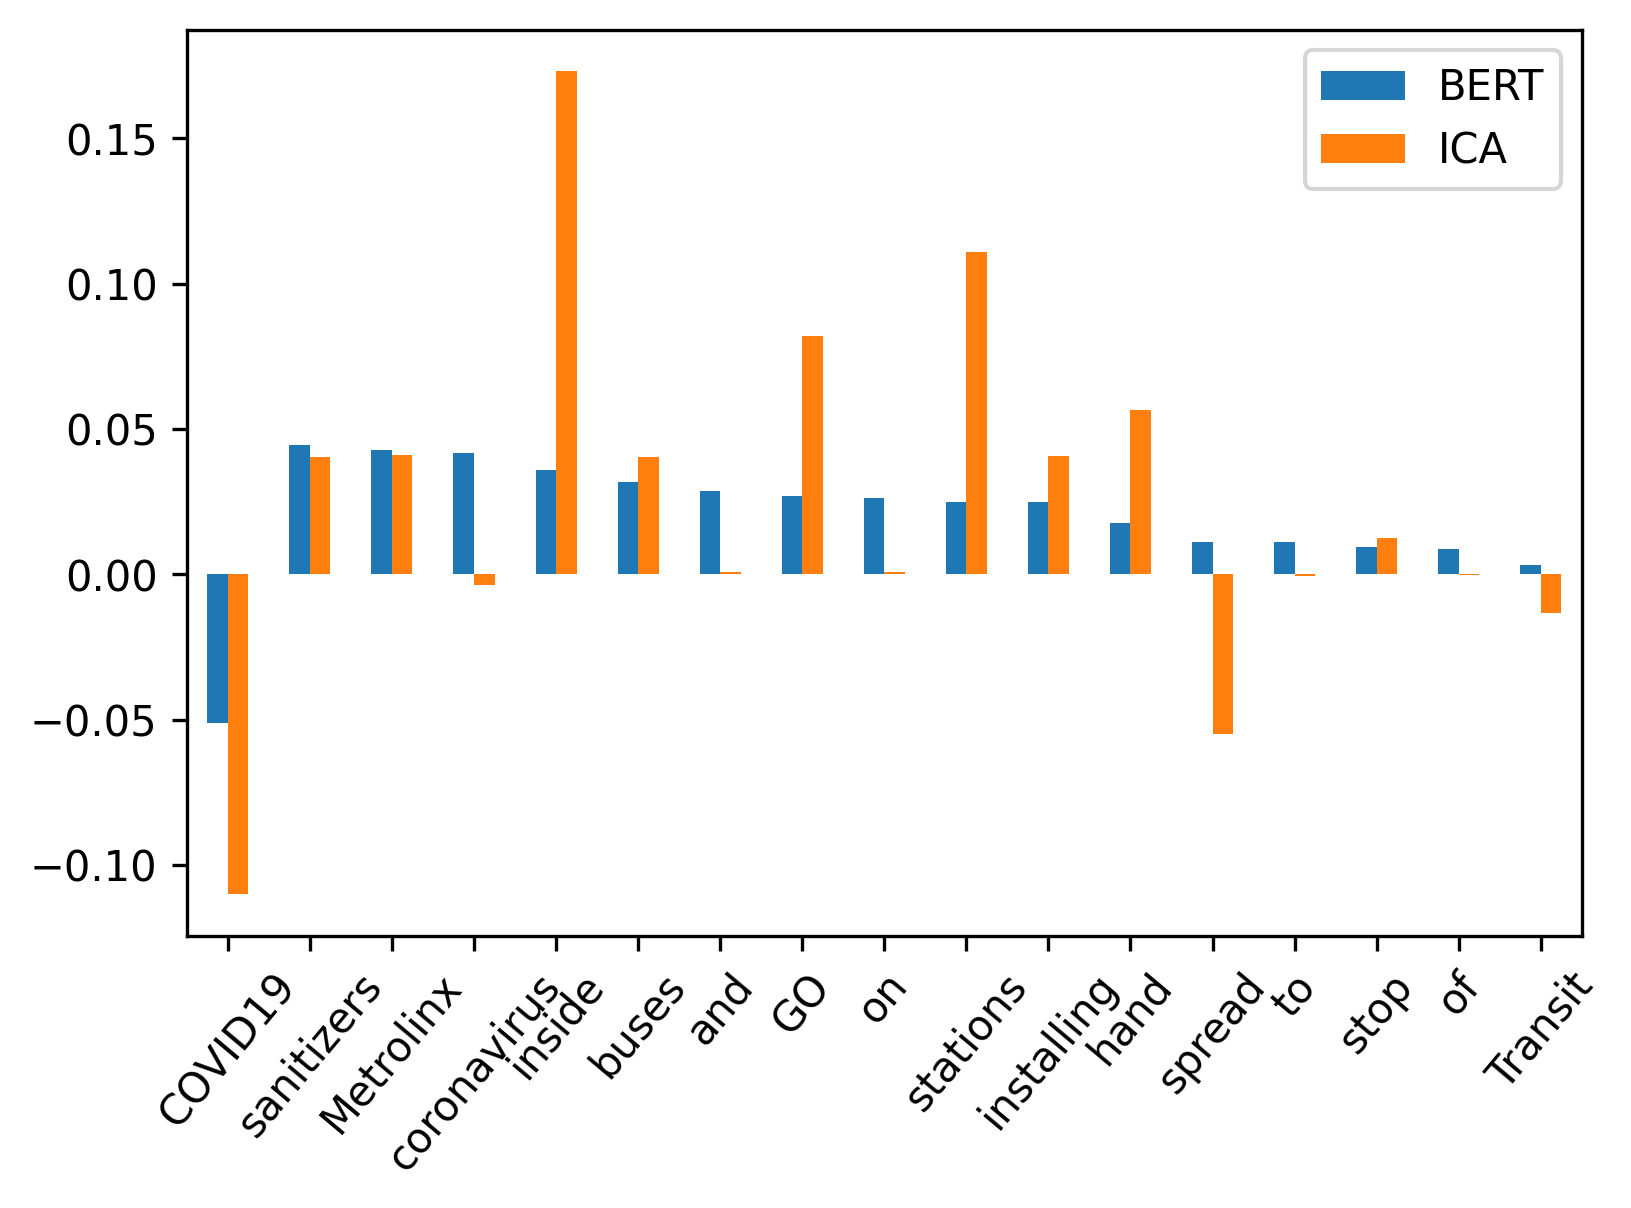 BERT
ICA
0.15
0.10
0.05
0.00
−0.05
−0.10
COVID19
sanitizers
Metrolinx
coronavirus
inside
buses
and
GO
on
stations
installing
hand
spread
to
stop
of
Transit